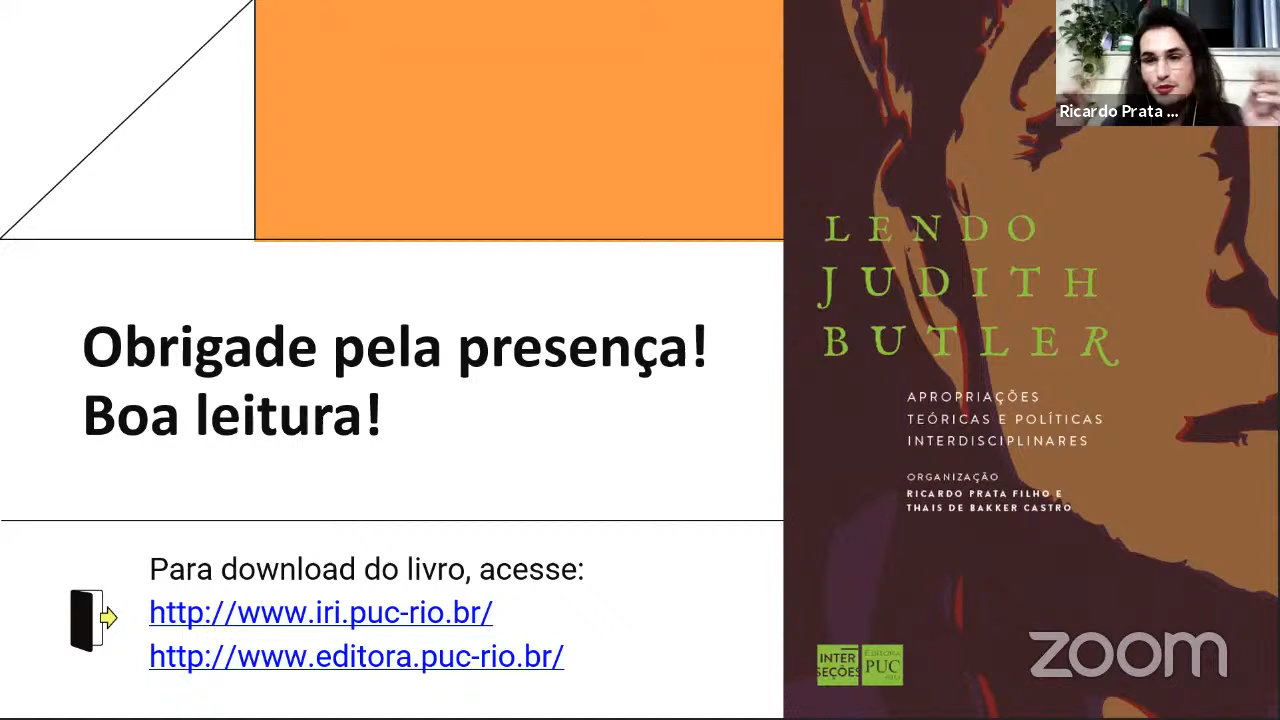 Ricardo Prata ...
Obrigade pela presença!
Boa leitura!
Para download do livro, acesse:
http://www.iri.puc-rio.br/
http://www.editora.puc-rio.br/
LENDO
JUDITH
BUTLER
APROPRIAÇÕES
TEÓRICAS E POLÍTICAS
INTERDISCIPLINARES
ORGANIZAÇÃO
RICARDO PRATA FILHO E
THAIS DE BAKKER CASTRO
INTER
SEÇÕES
Editora
PUC
RIO
zoom